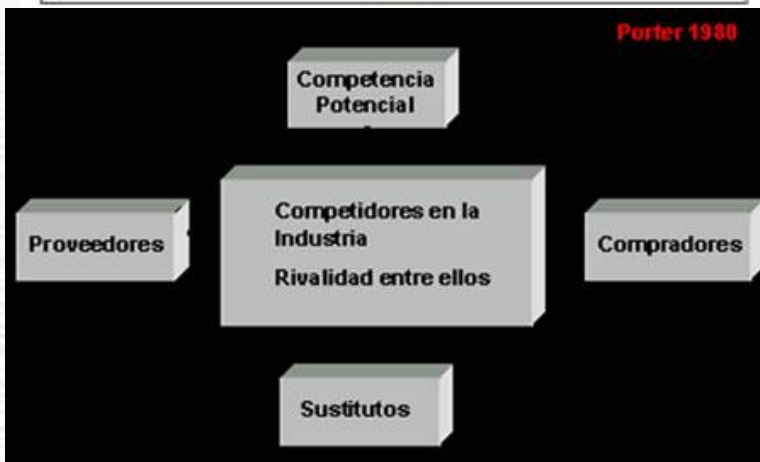 Porter 1980
Competencia
Potencial
Competidores en la
Industria
Rivalidad entre ellos
Proveedores
Compradores
Sustitutos